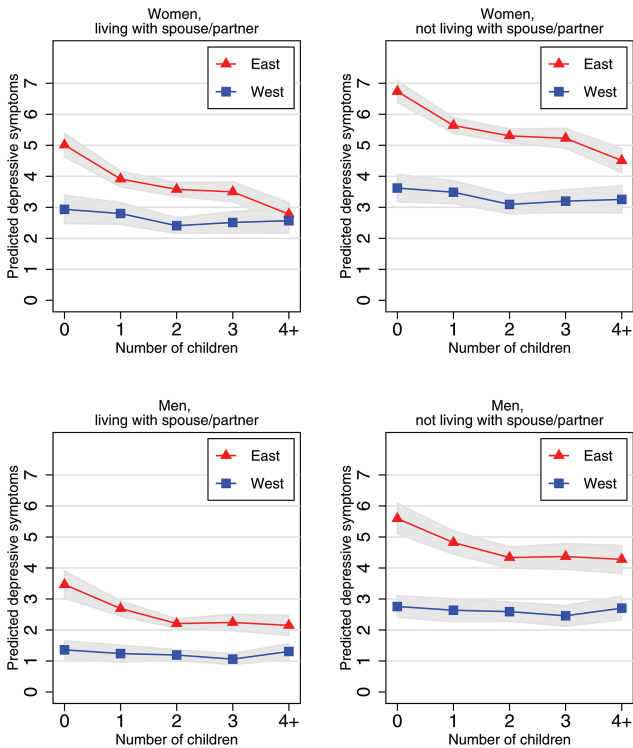 Women,
living with spouse/partner
East
West
Predicted depressive symptoms
7
6
5
4
3
2
1
0
0 1 2 3 4+
Number of children
Women,
not living with spouse/partner
East
West
Predicted depressive symptoms
7
6
5
4
3
2
1
0
0 1 2 3 4+
Number of children
Men,
living with spouse/partner
East
West
Predicted depressive symptoms
7
6
5
4
3
2
1
0
0 1 2 3 4+
Number of children
Men,
not living with spouse/partner
East
West
Predicted depressive symptoms
7
6
5
4
3
2
1
0
0 1 2 3 4+
Number of children